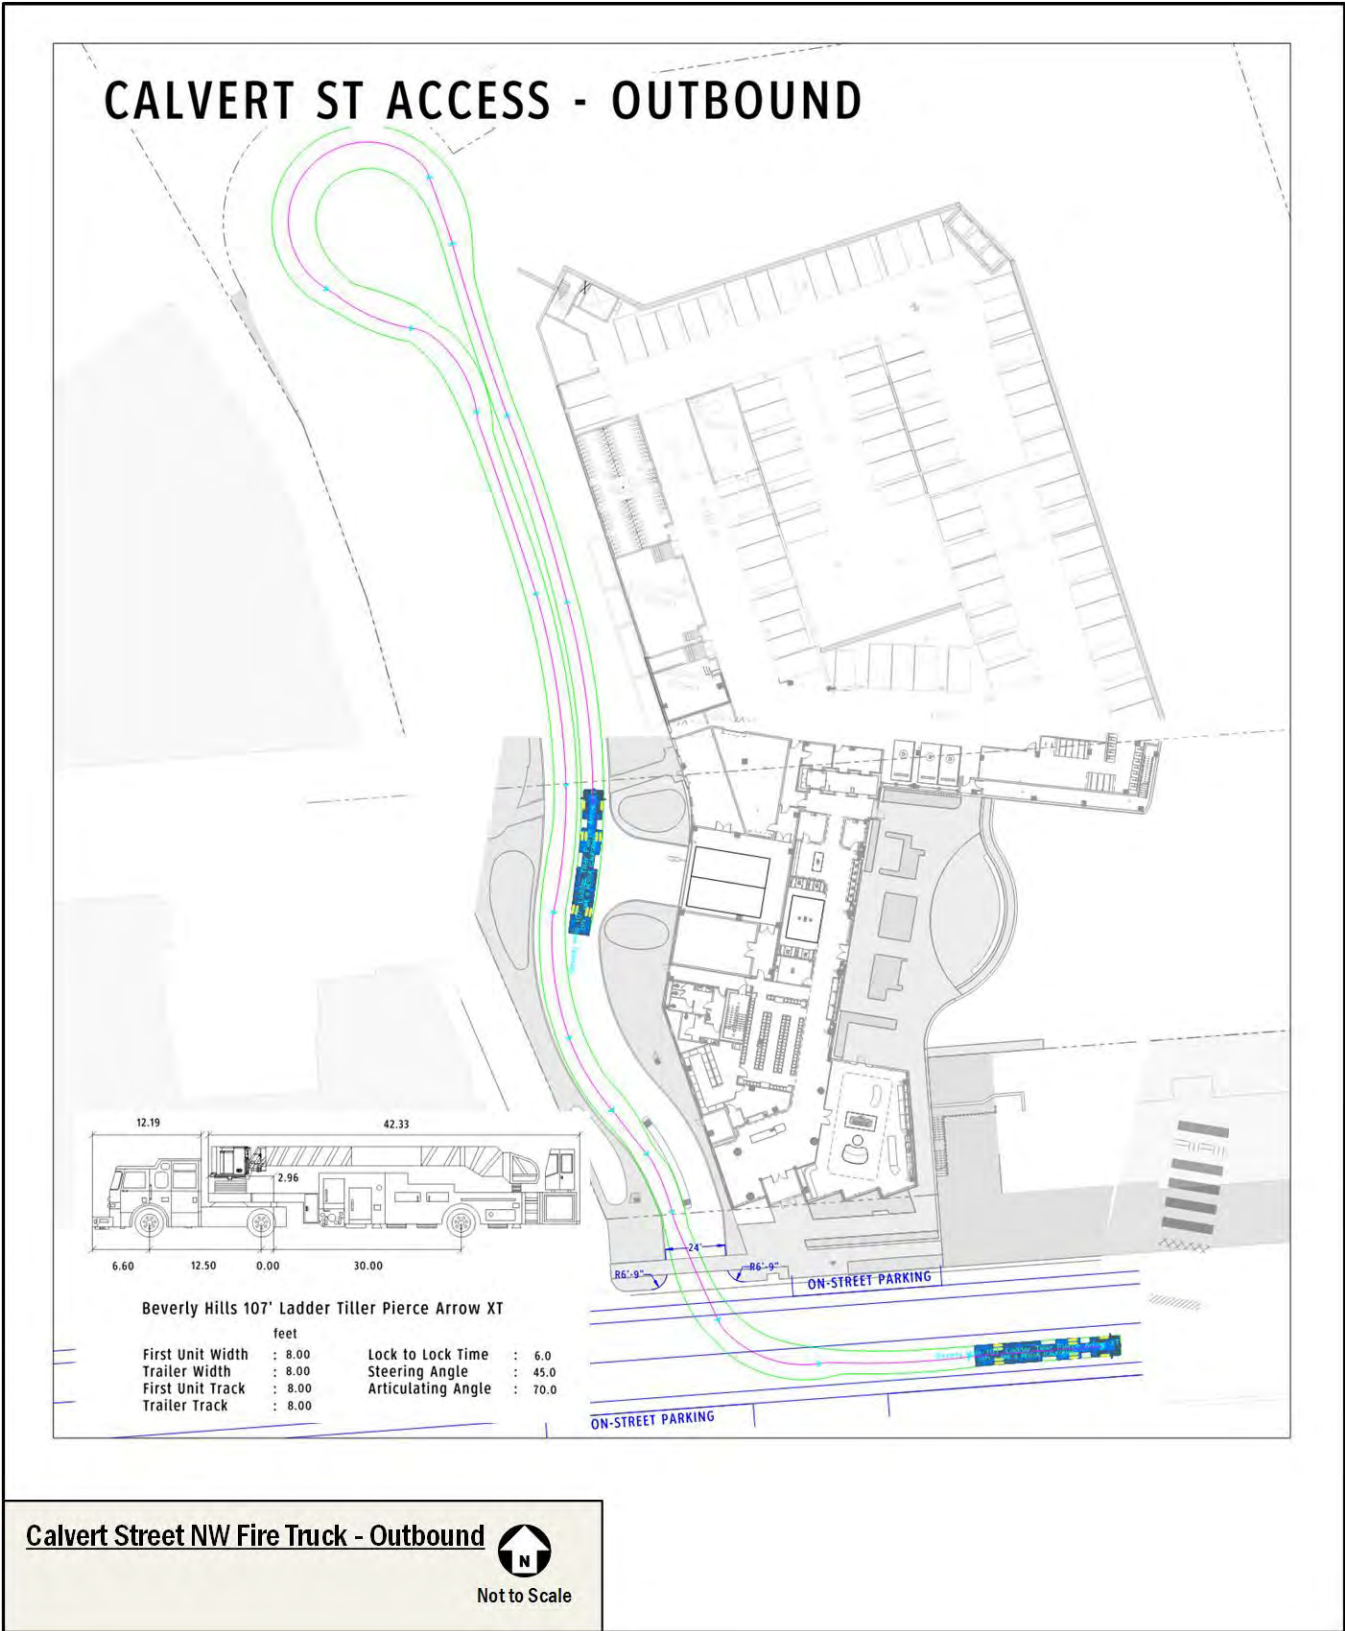 CALVERT ST ACCESS - OUTBOUND
12.19
42.33
2.96
6.60
12.50
0.00
30.00
24'
R6'-9"
R6'-9"
ON-STREET PARKING
Beverly Hills 107' Ladder Tiller Pierce Arrow XT
feet
First Unit Width : 8.00 Lock to Lock Time : 6.0
Trailer Width : 8.00 Steering Angle : 45.0
First Unit Track : 8.00 Articulating Angle : 70.0
Trailer Track : 8.00
ON-STREET PARKING
Calvert Street NW Fire Truck - Outbound
N
Not to Scale